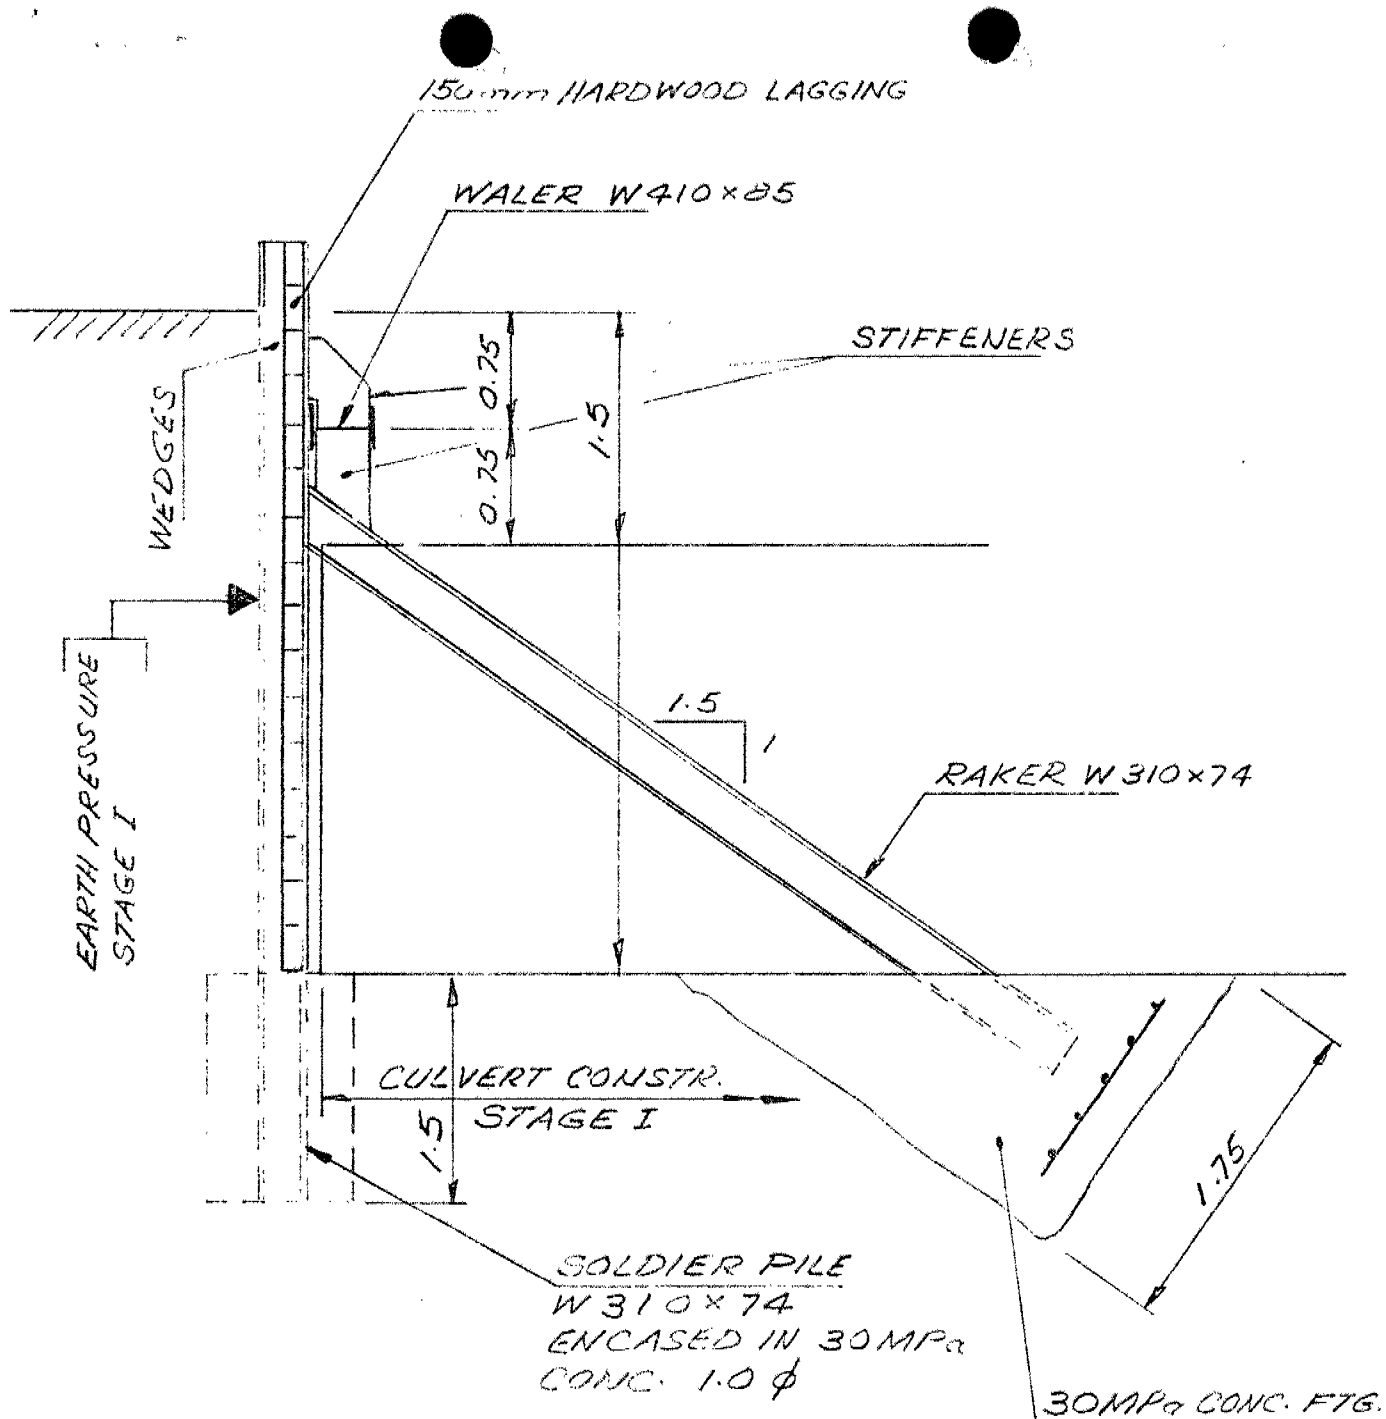 150mm HARDWOOD LAGGING
WALER W410×85
STIFFENERS
WEDGES
0.75
0.75
1.5
EARTH PRESSURE
STAGE I
1.5
1
RAKER W310×74
CULVERT CONSTR.
STAGE I
1.5
1.75
SOLDIER PILE
W310×74
ENCASED IN 30MPa
CONC. 1.0 ϕ
30MPa CONC. FTG.